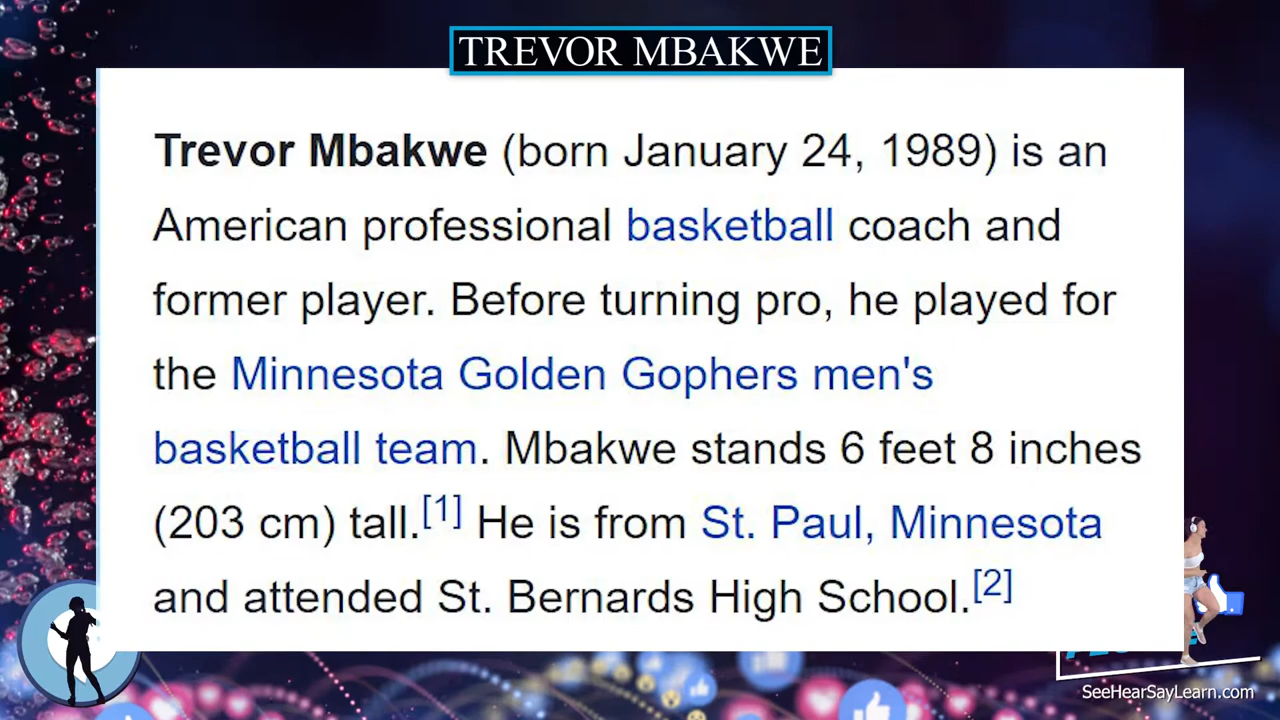 TREVOR MBAKWE
Trevor Mbakwe (born January 24, 1989) is an
American professional basketball coach and
former player. Before turning pro, he played for
the Minnesota Golden Gophers men's
basketball team. Mbakwe stands 6 feet 8 inches
(203 cm) tall.[1] He is from St. Paul, Minnesota
and attended St. Bernards High School.[2]
SeeHearSayLearn.com